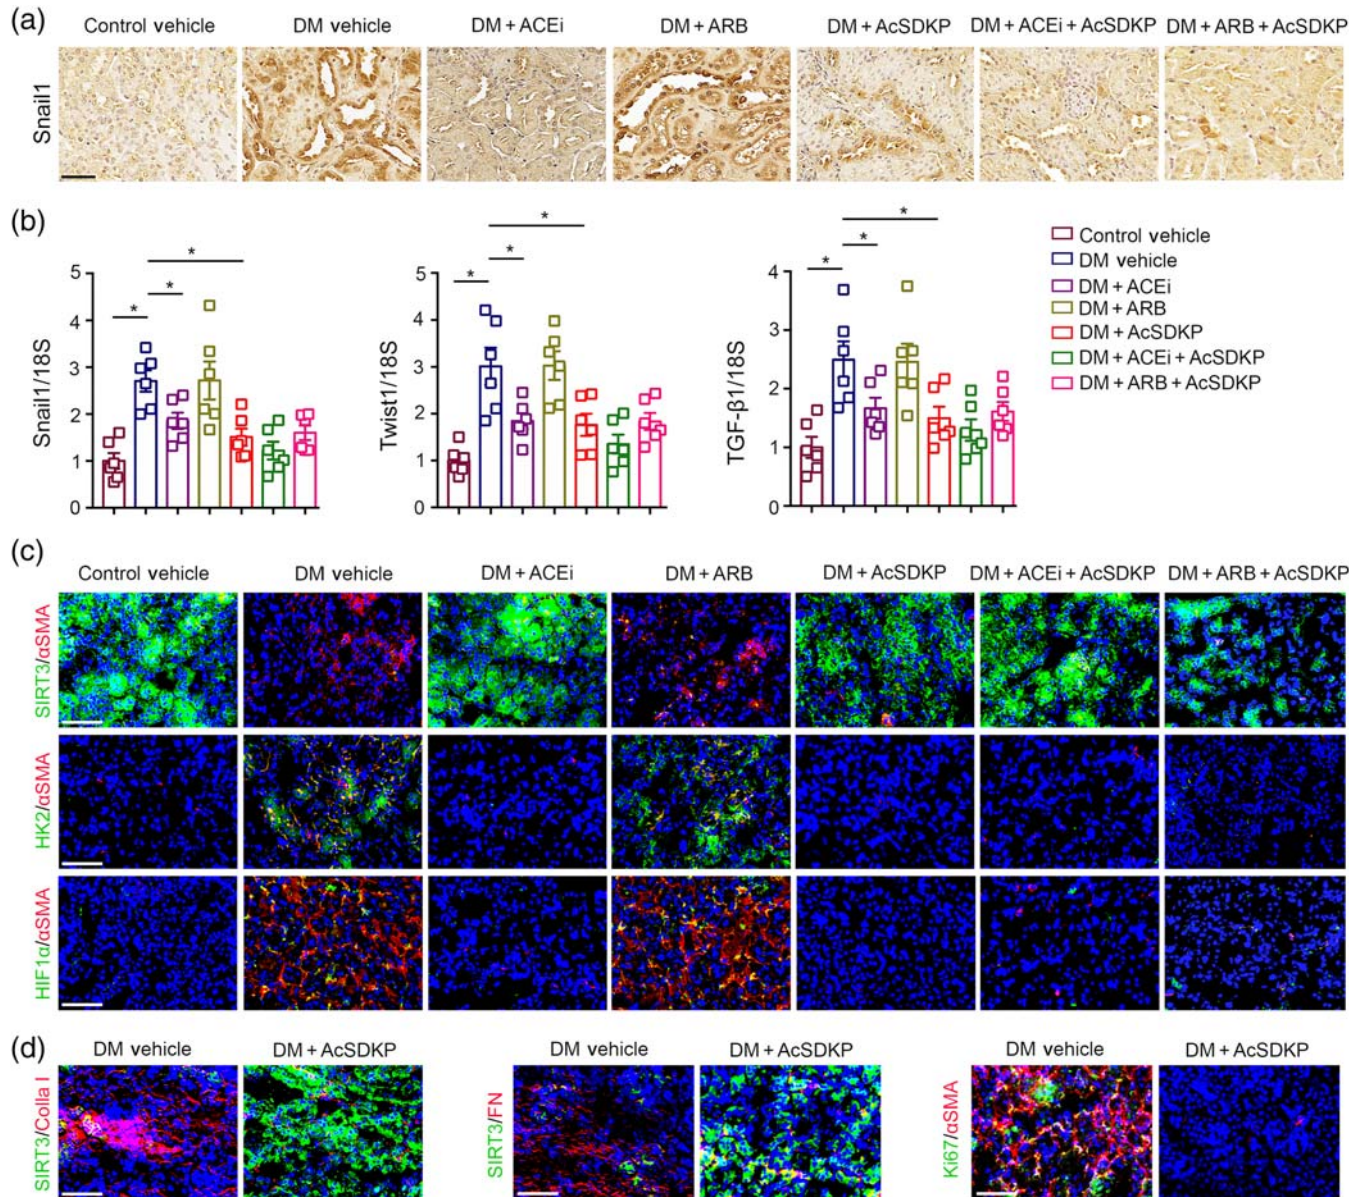 (a)
Control vehicle DM vehicle DM + ACEi DM + ARB DM + AcSDKP DM + ACEi + AcSDKP DM + ARB + AcSDKP
Snail1
(b)
* * *
5
4
3
2
1
0
Snail1/18S
* * *
5
4
3
2
1
0
Twist1/18S
* * *
4
3
2
1
0
TGF-β1/18S
Control vehicle
DM vehicle
DM + ACEi
DM + ARB
DM + AcSDKP
DM + ACEi + AcSDKP
DM + ARB + AcSDKP
(c)
Control vehicle DM vehicle DM + ACEi DM + ARB DM + AcSDKP DM + ACEi + AcSDKP DM + ARB + AcSDKP
SIRT3/αSMA
HK2/αSMA
HIF1α/αSMA
(d)
DM vehicle DM + AcSDKP DM vehicle DM + AcSDKP DM vehicle DM + AcSDKP
SIRT3/Colla I
SIRT3/FN
Ki67/αSMA